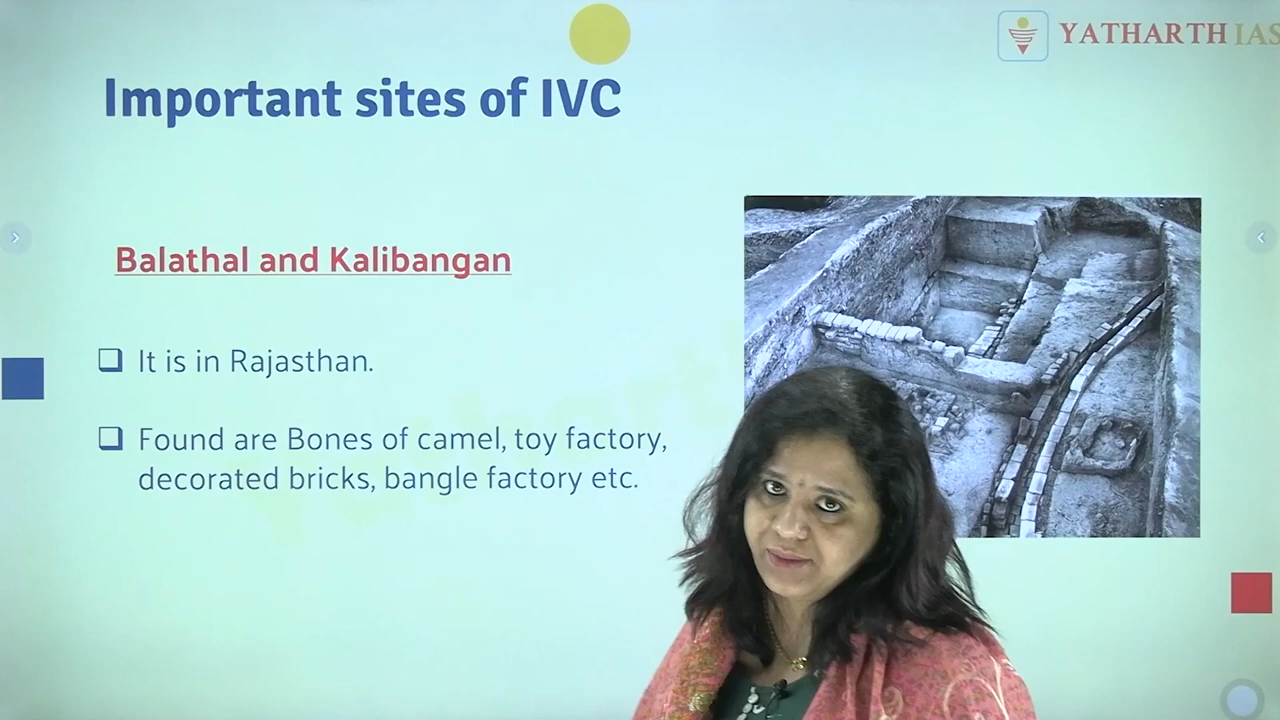 YATHARTH IAS
Important sites of IVC
Balathal and Kalibangan
It is in Rajasthan.
Found are Bones of camel, toy factory,
decorated bricks, bangle factory etc.